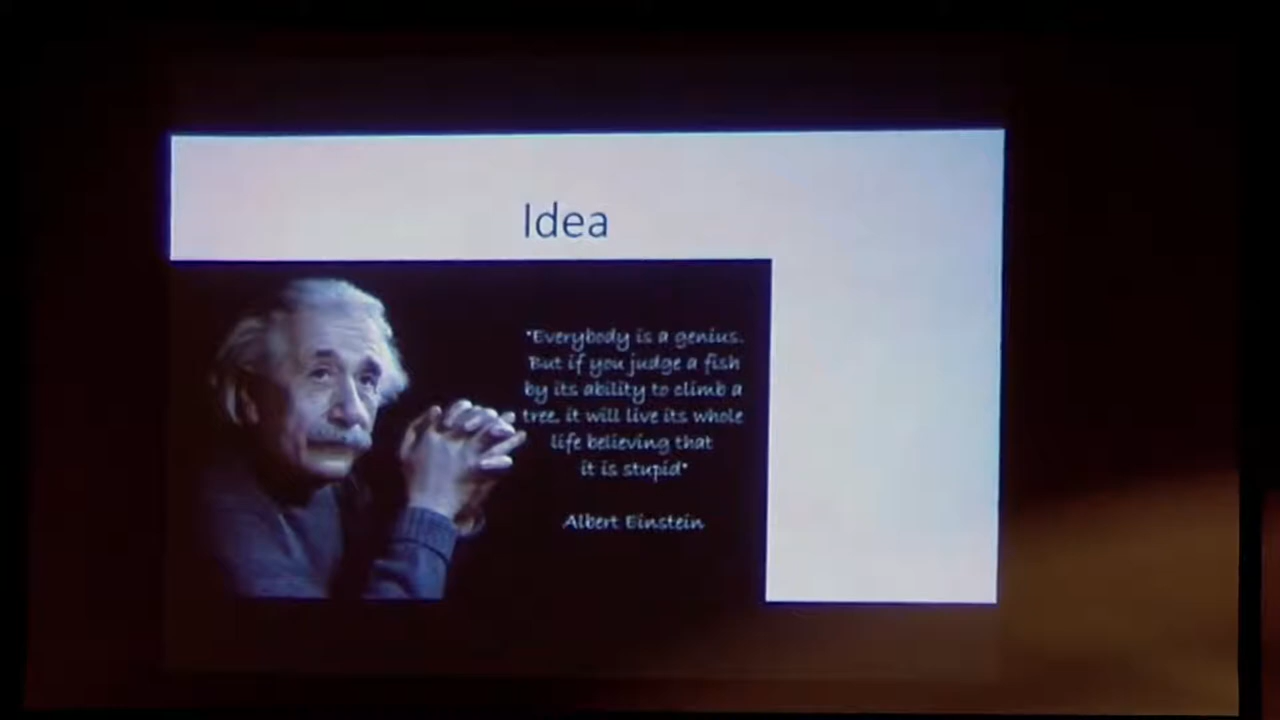 Idea
"Everybody is a genius.
But if you judge a fish
by its ability to climb a
tree, it will live its whole
life believing that
it is stupid"
Albert Einstein